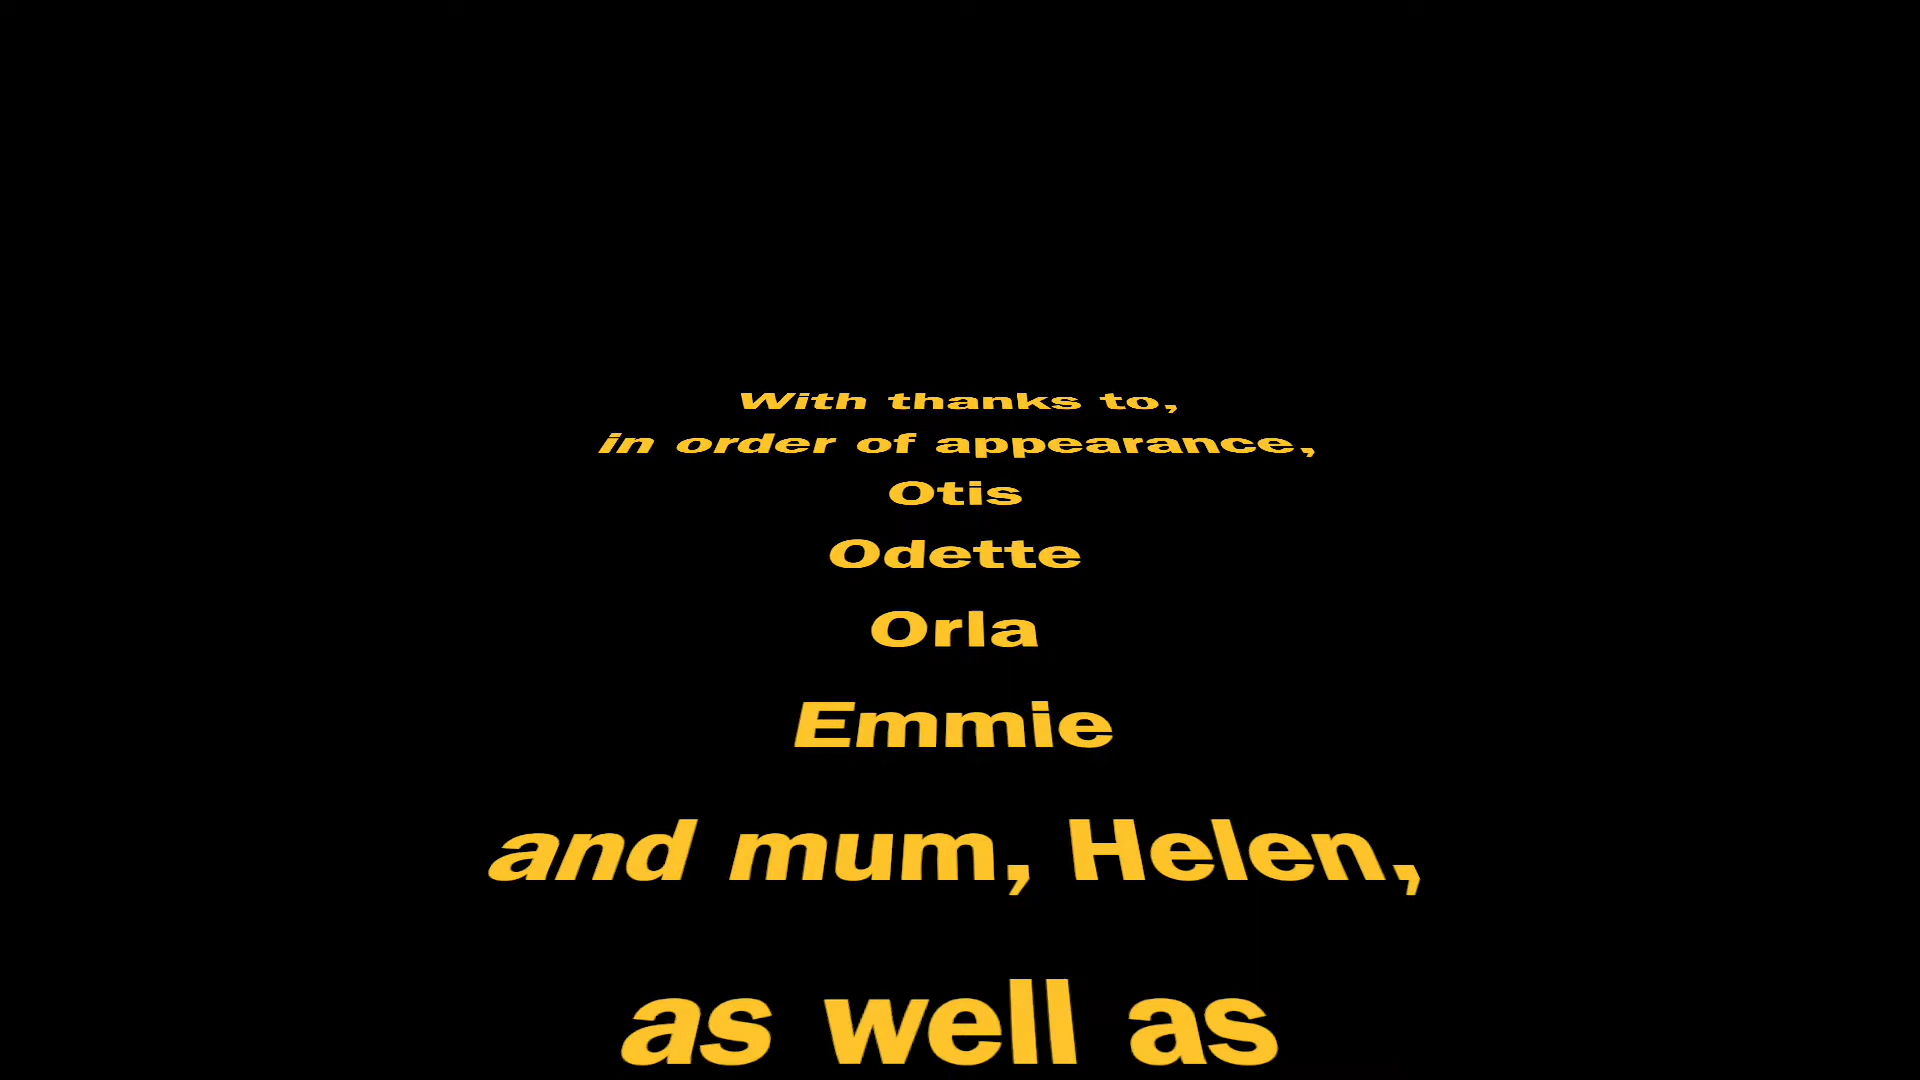 With thanks to,
in order of appearance,
Otis
Odette
Orla
Emmie
and mum, Helen,
as well as